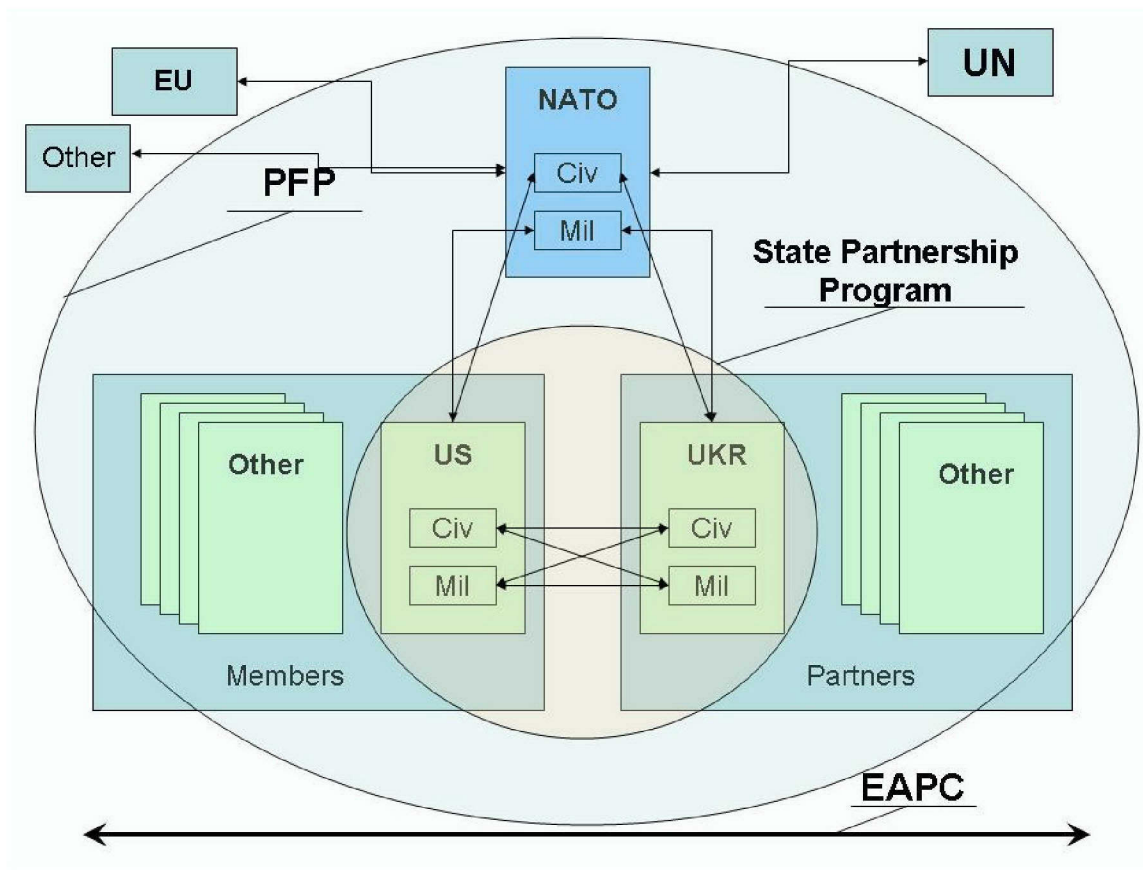 EU
UN
NATO
Other
Civ
PFP
Mil
State Partnership
Program
Other
US
UKR
Other
Civ
Civ
Mil
Mil
Members
Partners
EAPC